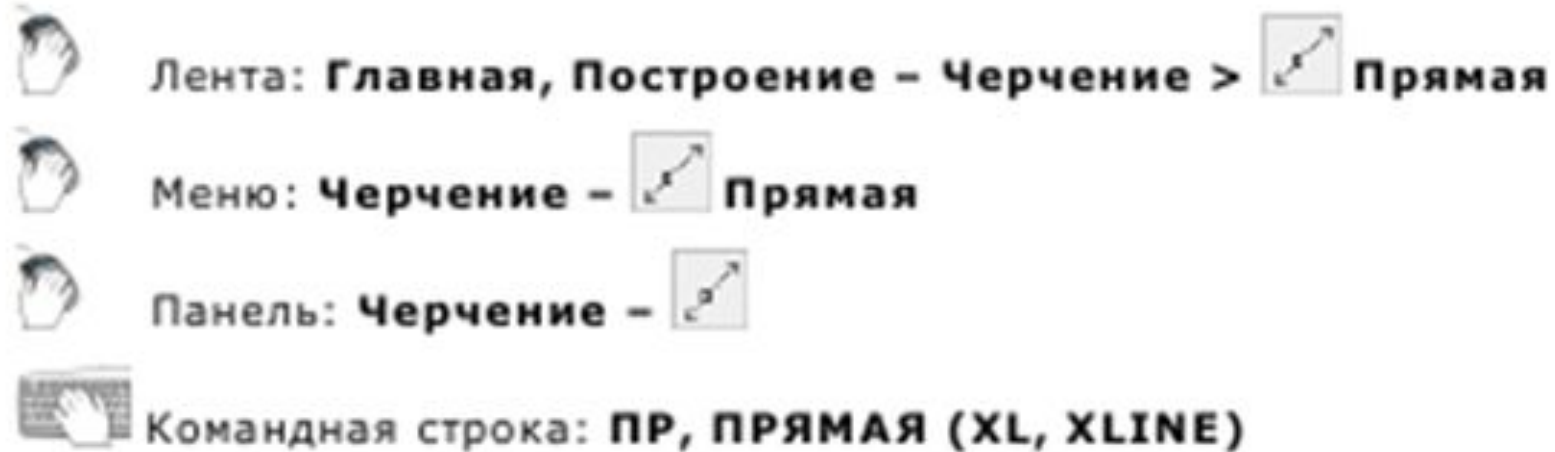 Лента: Главная, Построение – Черчение > Прямая
Меню: Черчение – Прямая
Панель: Черчение –
Командная строка: ПР, ПРЯМАЯ (XL, XLINE)